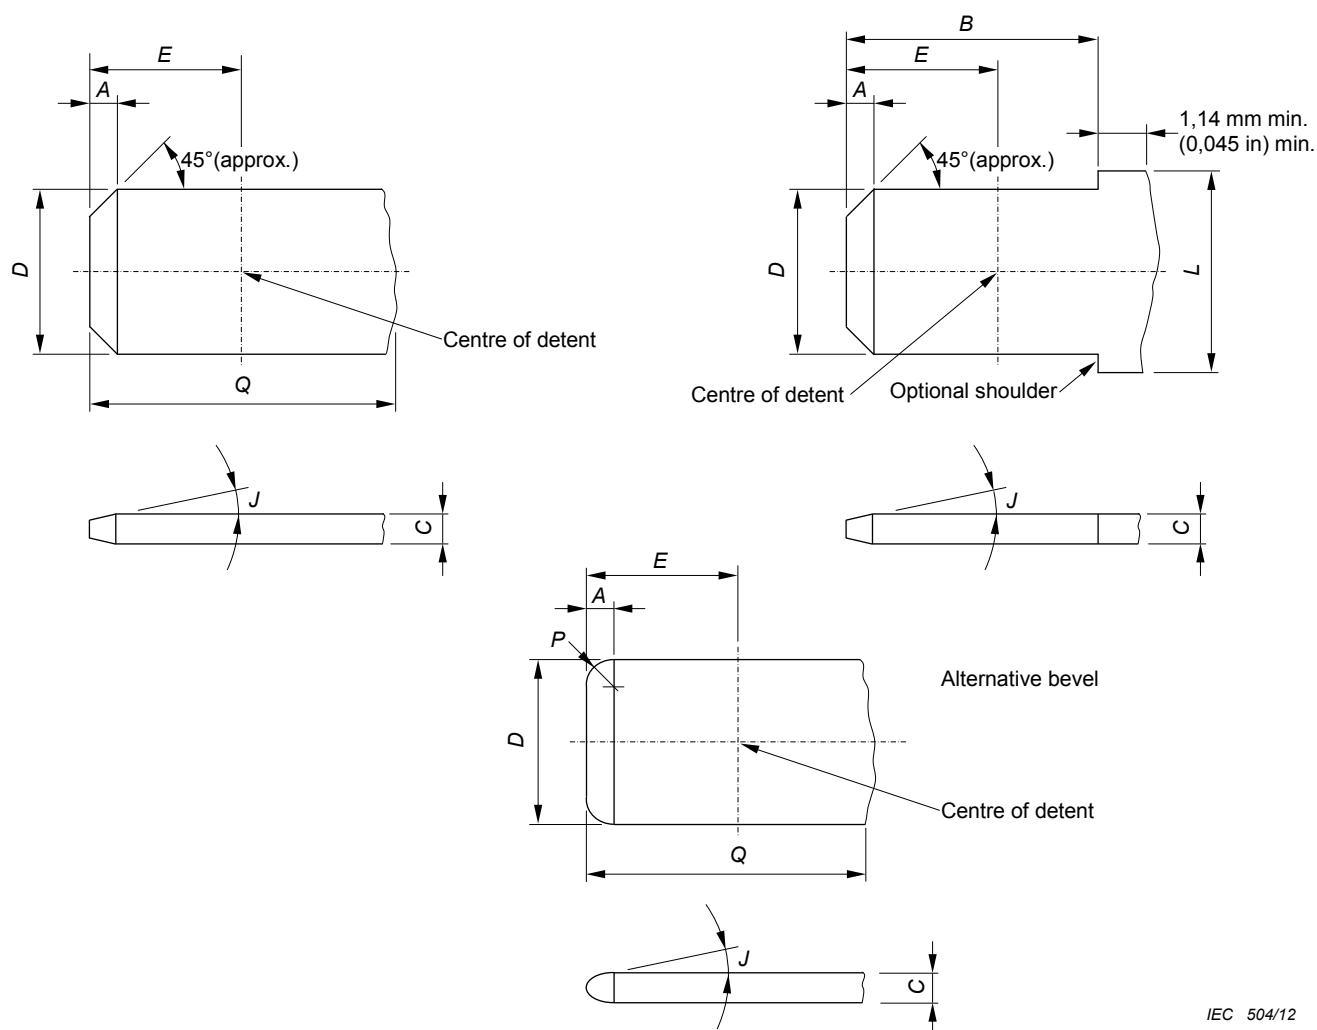 E
A
45°(approx.)
D
Centre of detent
Q
J
C
B
E
A
1,14 mm min.
(0,045 in) min.
45°(approx.)
D
L
Centre of detent
Optional shoulder
J
C
E
A
P
Alternative bevel
D
Centre of detent
Q
J
C
IEC 504/12